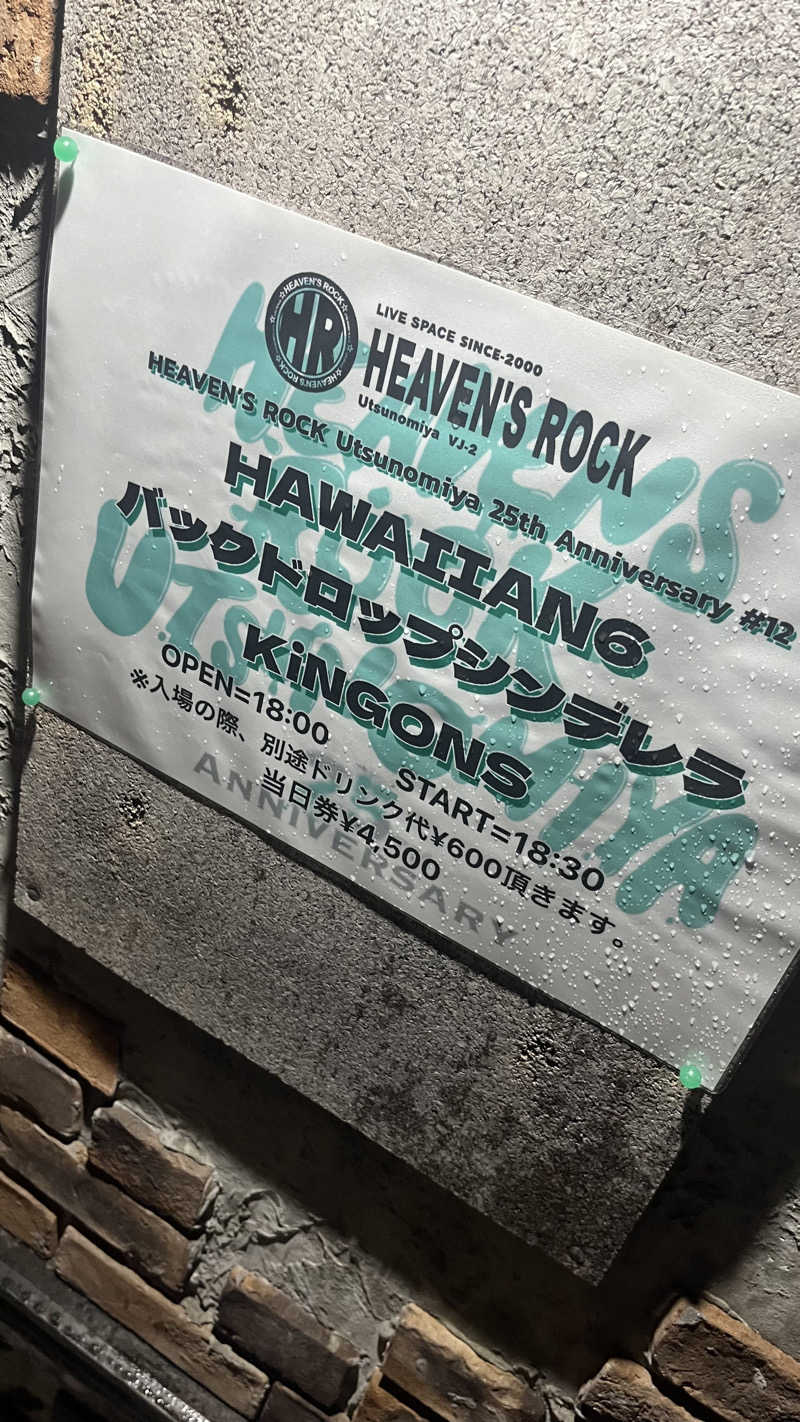 HEAVEN'S ROCK
HR
HEAVEN'S ROCK
LIVE SPACE SINCE-2000
HEAVEN'S ROCK
Utsunomiya VJ-2
HEAVEN'S ROCK Utsunomiya 25th Anniversary #12
HAWAIIAN6
バックドロップシンデレラ
KiNGONS
OPEN=18:00 START=18:30
※入場の際、別途ドリンク代¥600頂きます。
当日券¥4,500
HEAVENS
ROCK
UTSUNOMIYA
ANNIVERSARY